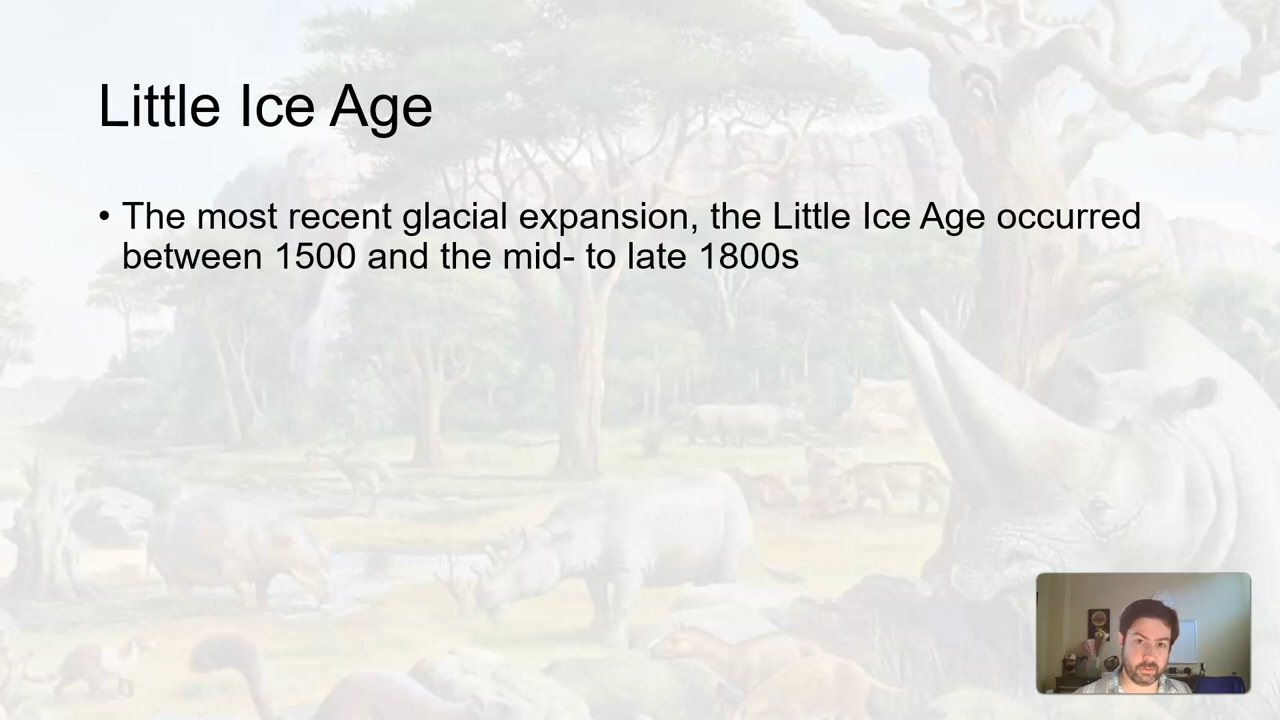 Little Ice Age
• The most recent glacial expansion, the Little Ice Age occurred
between 1500 and the mid- to late 1800s